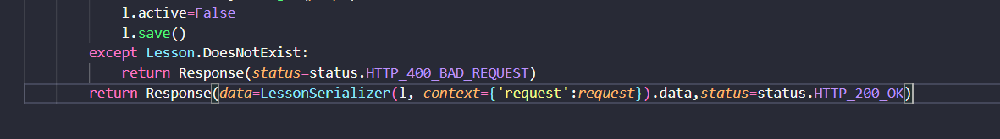 l.active=False
l.save()
except Lesson.DoesNotExist:
return Response(status=status.HTTP_400_BAD_REQUEST)
return Response(data=LessonSerializer(l, context={'request':request}).data,status=status.HTTP_200_OK)